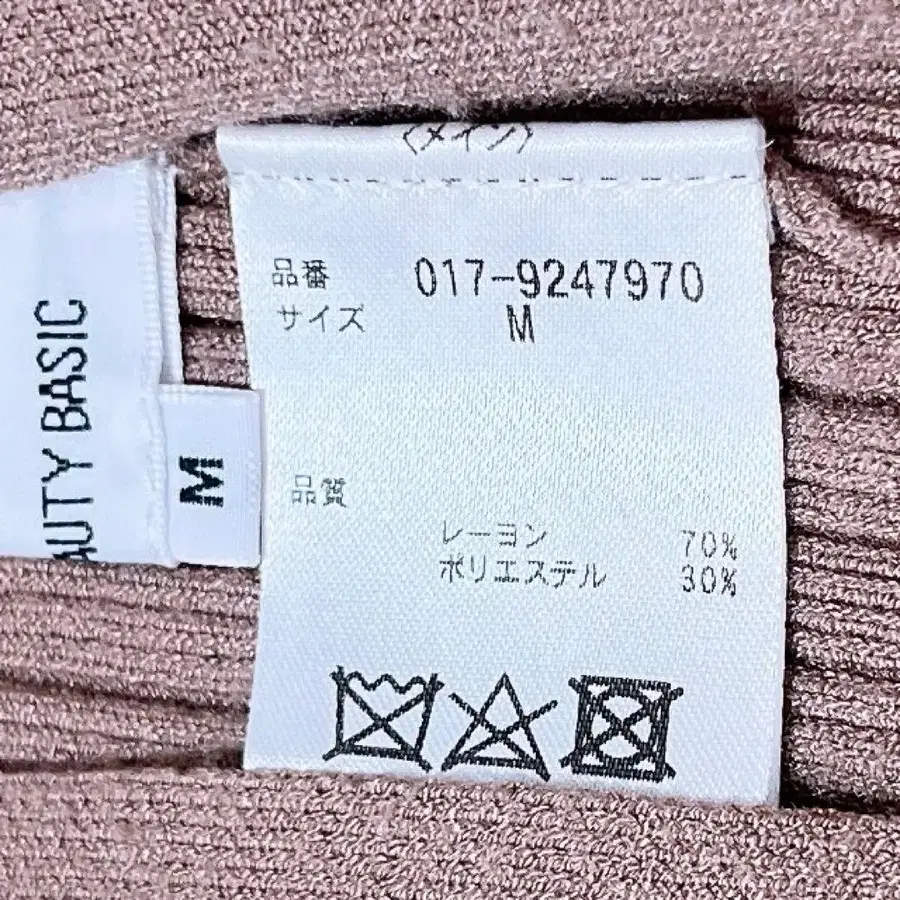 〈メイン〉
品番 017-9247970
サイズ M
品質
レーヨン 70%
ポリエステル 30%
AUTY BASIC
M